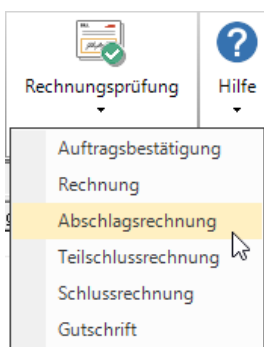 Rechnungsprüfung
Hilfe
Auftragsbestätigung
Rechnung
Abschlagsrechnung
Teilschlussrechnung
Schlussrechnung
Gutschrift